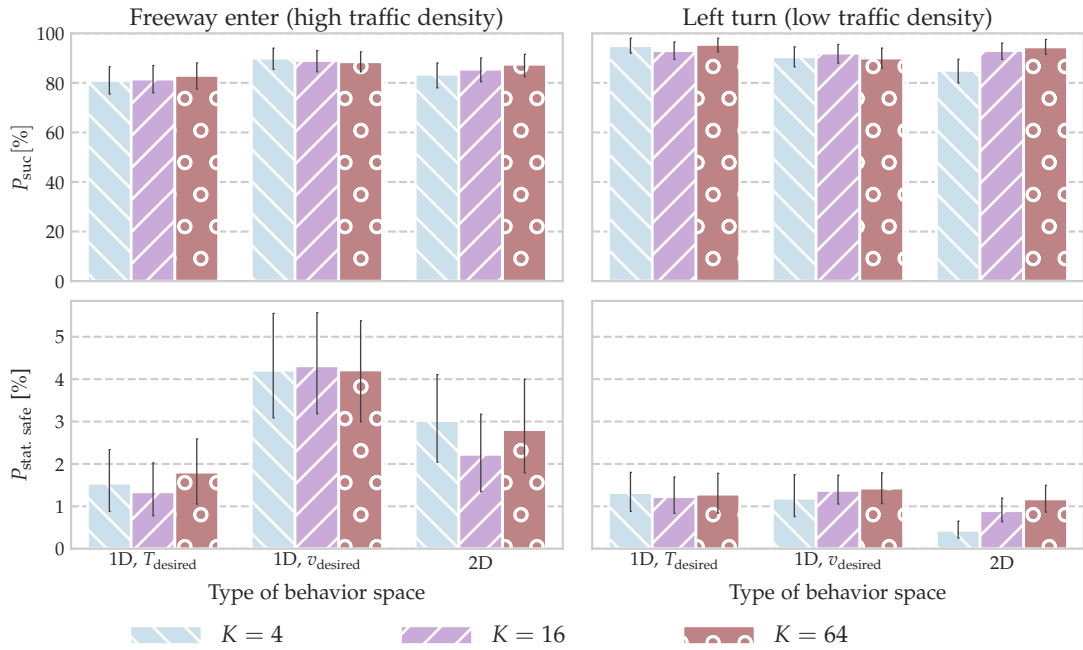 Freeway enter (high traffic density)
Left turn (low traffic density)
P_suc [%]
100
80
60
40
20
0
P_stat. safe [%]
5
4
3
2
1
0
1D, T_desired
1D, v_desired
2D
1D, T_desired
1D, v_desired
2D
Type of behavior space
Type of behavior space
K = 4
K = 16
K = 64